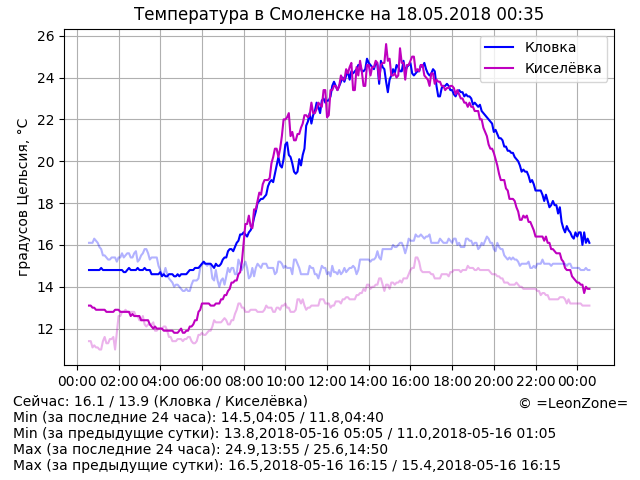 Температура в Смоленске на 18.05.2018 00:35
Кловка
Киселёвка
градусов Цельсия, °C
26
24
22
20
18
16
14
12
00:00 02:00 04:00 06:00 08:00 10:00 12:00 14:00 16:00 18:00 20:00 22:00 00:00
Сейчас: 16.1 / 13.9 (Кловка / Киселёвка)
© =LeonZone=
Min (за последние 24 часа): 14.5,04:05 / 11.8,04:40
Min (за предыдущие сутки): 13.8,2018-05-16 05:05 / 11.0,2018-05-16 01:05
Max (за последние 24 часа): 24.9,13:55 / 25.6,14:50
Max (за предыдущие сутки): 16.5,2018-05-16 16:15 / 15.4,2018-05-16 16:15